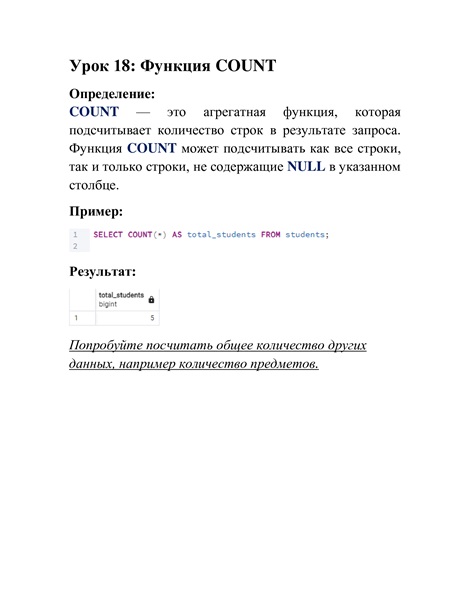 Урок 18: Функция COUNT
Определение:
COUNT — это агрегатная функция, которая
подсчитывает количество строк в результате запроса.
Функция COUNT может подсчитывать как все строки,
так и только строки, не содержащие NULL в указанном
столбце.
Пример:
1 SELECT COUNT(*) AS total_students FROM students;
2
Результат:
total_students
bigint
1 5
Попробуйте посчитать общее количество других
данных, например количество предметов.